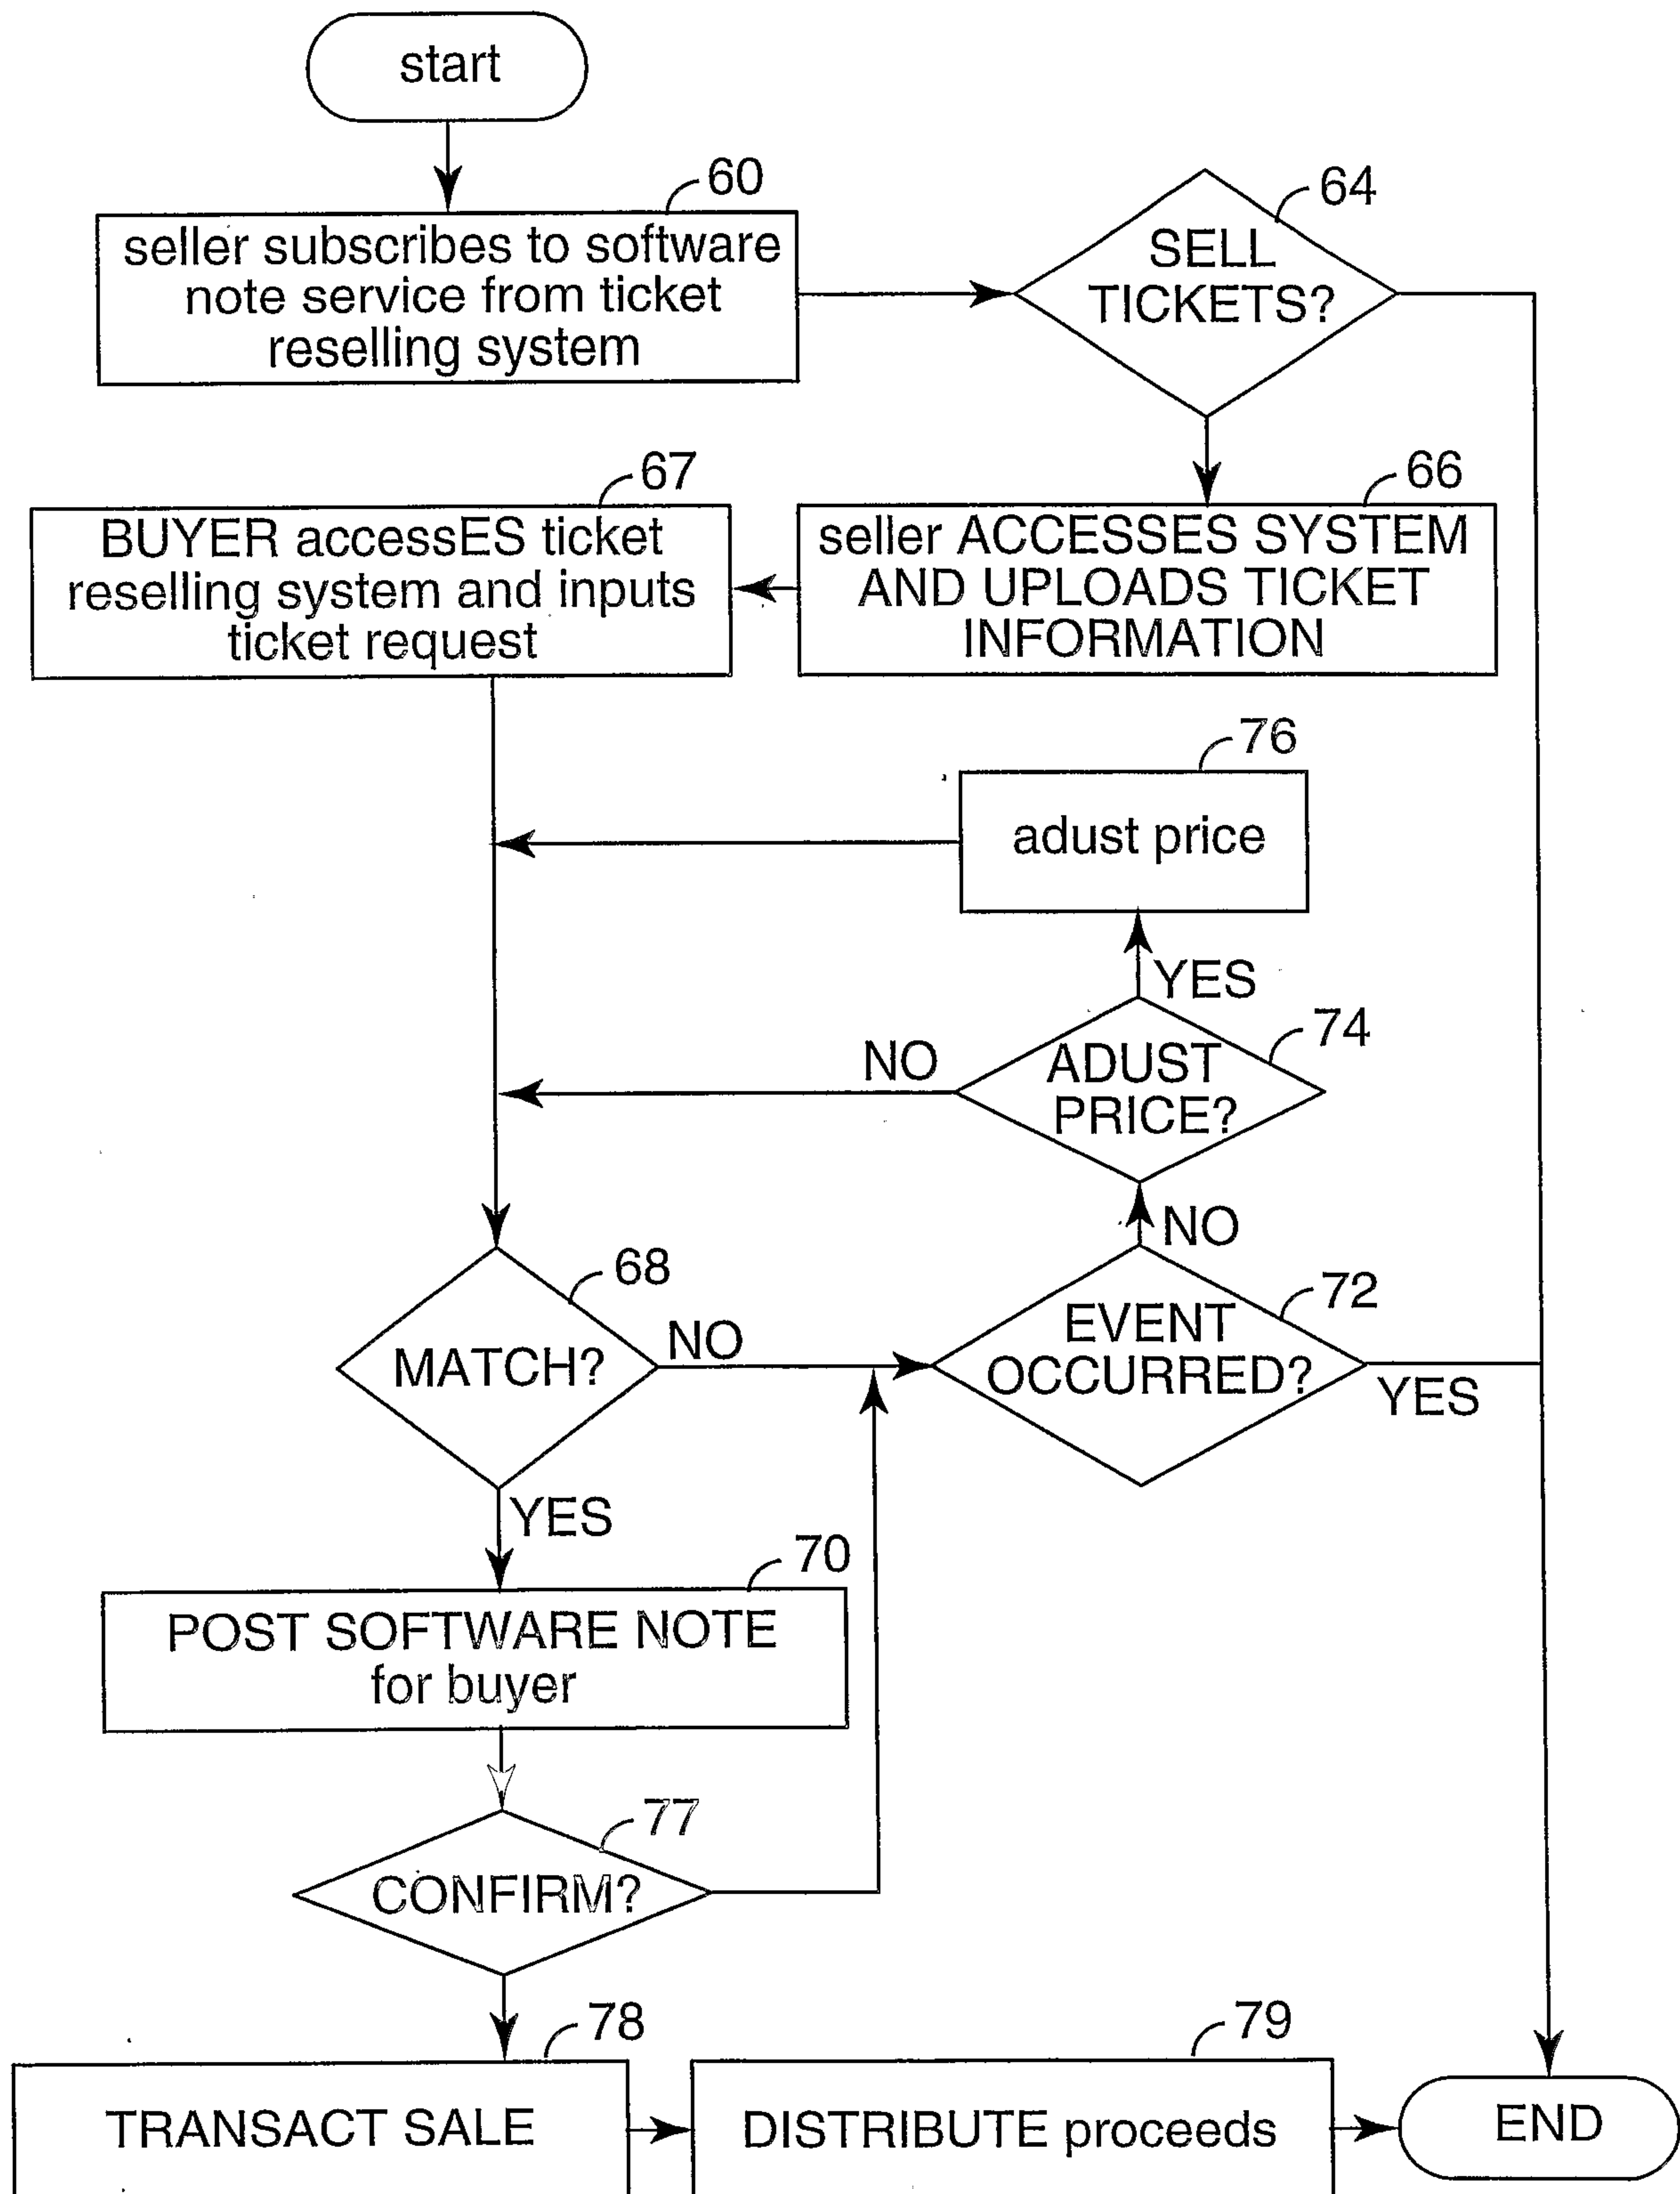 start
60
seller subscribes to software
note service from ticket
reselling system
64
SELL
TICKETS?
67
BUYER accessES ticket
reselling system and inputs
ticket request
66
seller ACCESSES SYSTEM
AND UPLOADS TICKET
INFORMATION
76
adust price
YES
74
NO
ADUST
PRICE?
NO
68
MATCH?
NO
72
EVENT
OCCURRED?
YES
YES
70
POST SOFTWARE NOTE
for buyer
77
CONFIRM?
78
TRANSACT SALE
79
DISTRIBUTE proceeds
END